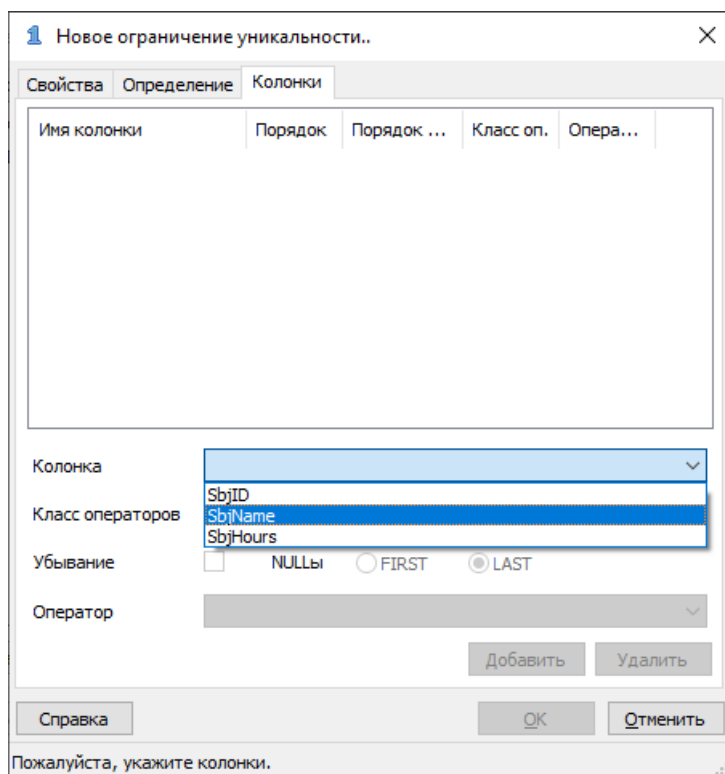 1 Новое ограничение уникальности..
Свойства Определение Колонки
Имя колонки Порядок Порядок ... Класс оп. Опера...
Колонка
SbjID
Класс операторов SbjName
SbjHours
Убывание NULLы FIRST LAST
Оператор
Добавить Удалить
Справка OK Отменить
Пожалуйста, укажите колонки.